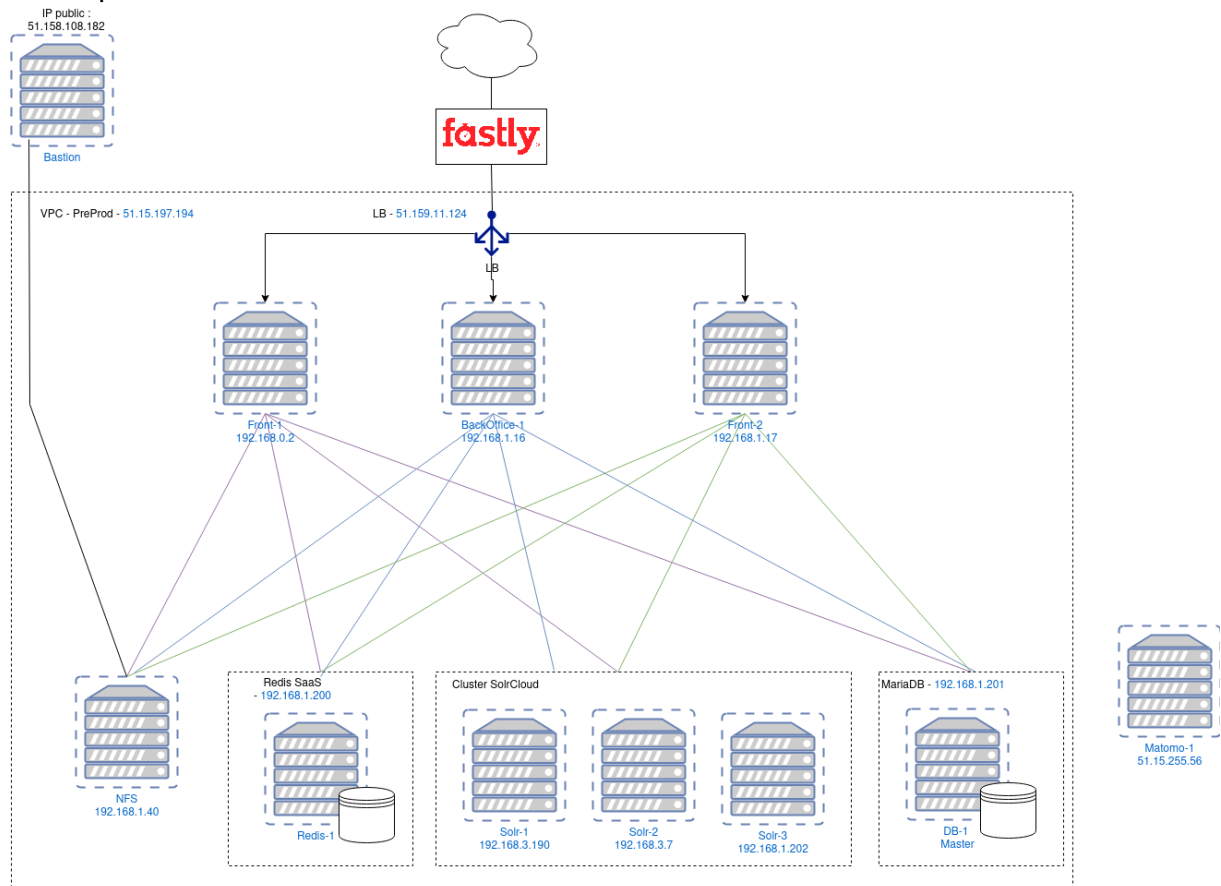 IP public :
51.158.108.182
Bastion
fastly
VPC - PreProd - 51.15.197.194
LB - 51.159.11.124
LB
Front-1
192.168.0.2
BackOffice-1
192.168.1.16
Front-2
192.168.1.17
Redis SaaS
- 192.168.1.200
Cluster SolrCloud
MariaDB - 192.168.1.201
NFS
192.168.1.40
Redis-1
Solr-1
192.168.3.190
Solr-2
192.168.3.7
Solr-3
192.168.1.202
DB-1
Master
Matomo-1
51.15.255.56